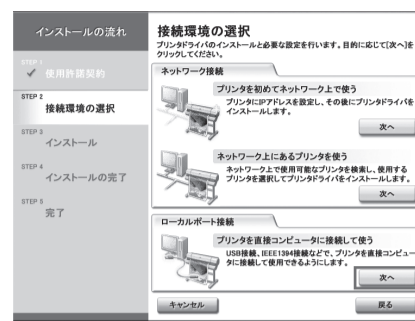 インストールの流れ
STEP 1
使用許諾契約
STEP 2
接続環境の選択
STEP 3
インストール
STEP 4
インストールの完了
STEP 5
完了
接続環境の選択
プリンタドライバのインストールと必要な設定を行います。目的に応じて[次へ]を
クリックしてください。
ネットワーク接続
プリンタを初めてネットワーク上で使う
プリンタにIPアドレスを設定し、その後にプリンタドライバを
インストールします。
次へ
ネットワーク上にあるプリンタを使う
ネットワーク上で使用可能なプリンタを検索し、使用する
プリンタを選択してプリンタドライバをインストールします。
次へ
ローカルポート接続
プリンタを直接コンピュータに接続して使う
USB接続、IEEE1394接続などで、プリンタを直接コンピュー
タに接続して使用できるようにします。
次へ
キャンセル
戻る